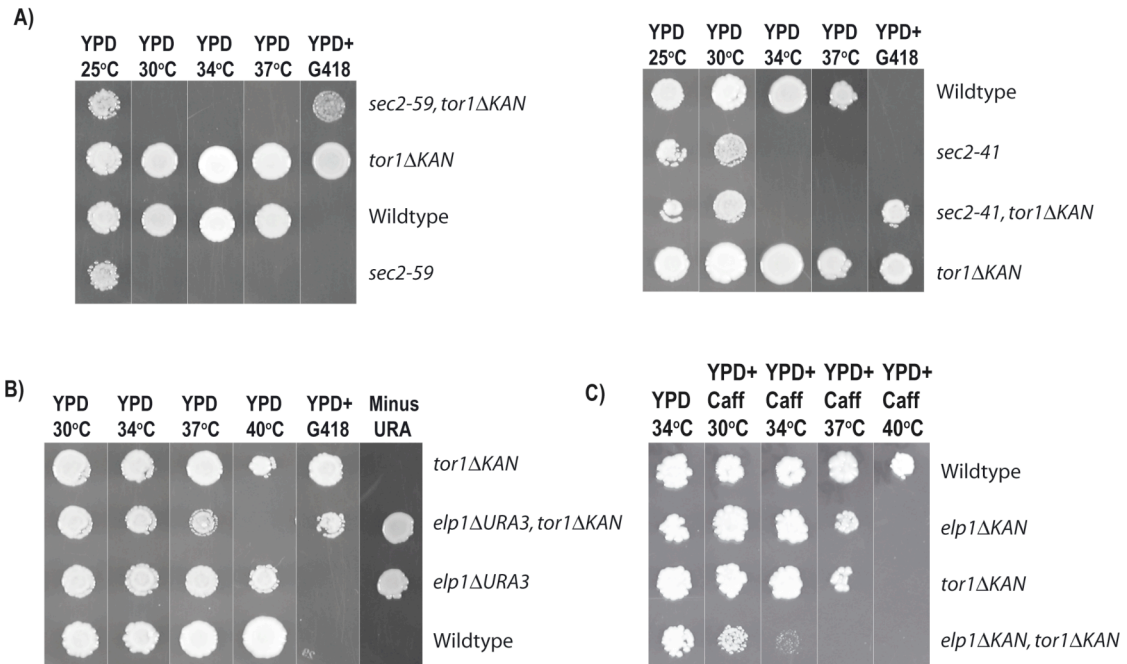 A)
YPD YPD YPD YPD YPD+
25°C 30°C 34°C 37°C G418
sec2-59, tor1ΔKAN
tor1ΔKAN
Wildtype
sec2-59
YPD YPD YPD YPD YPD+
25°C 30°C 34°C 37°C G418
Wildtype
sec2-41
sec2-41, tor1ΔKAN
tor1ΔKAN
B)
YPD YPD YPD YPD YPD+ Minus
30°C 34°C 37°C 40°C G418 URA
tor1ΔKAN
elp1ΔURA3, tor1ΔKAN
elp1ΔURA3
Wildtype
C)
YPD+ YPD+ YPD+ YPD+
YPD Caff Caff Caff Caff
34°C 30°C 34°C 37°C 40°C
Wildtype
elp1ΔKAN
tor1ΔKAN
elp1ΔKAN, tor1ΔKAN